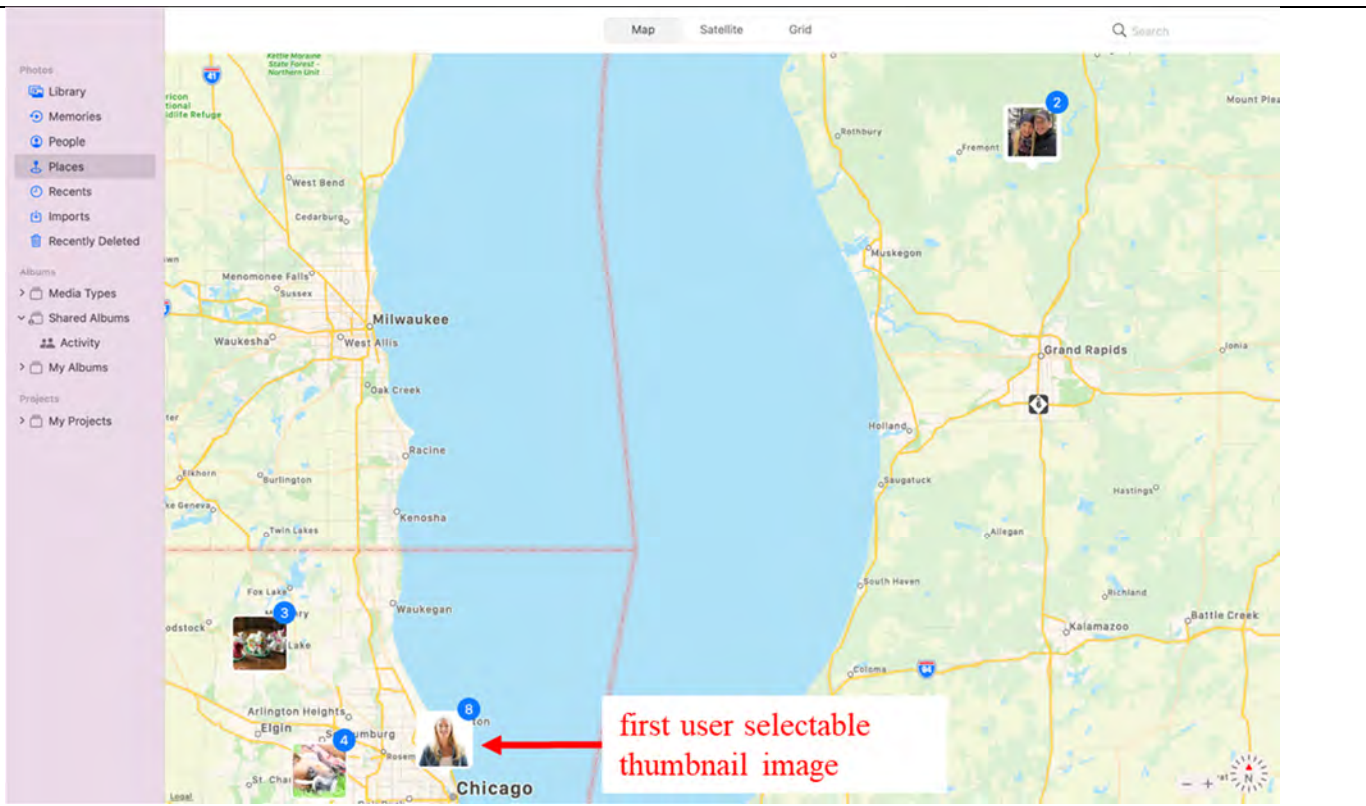 Map Satellite Grid
Search
Photos
Library
Memories
People
Places
Recents
Imports
Recently Deleted
Albums
Media Types
Shared Albums
Activity
My Albums
Projects
My Projects
Kettle Moraine
State Forest -
Northern Unit
41
2
Mount
Rothbury
Fremont
West Bend
Cedarburg
Muskegon
Menomonee Falls
Sussex
Milwaukee
Waukesha
West Allis
Grand Rapids
Ionia
Oak Creek
6
Holland
Racine
Elkhorn
Burlington
Saugatuck
Hastings
Kenosha
Twin Lakes
Allegan
South Haven
Fox Lake
Richland
3
Waukegan
Battle Creek
Kalamazoo
Lake
Coloma
94
Arlington Heights
8
first user selectable
thumbnail image
Elgin
4
Chicago
Legal
− +
N